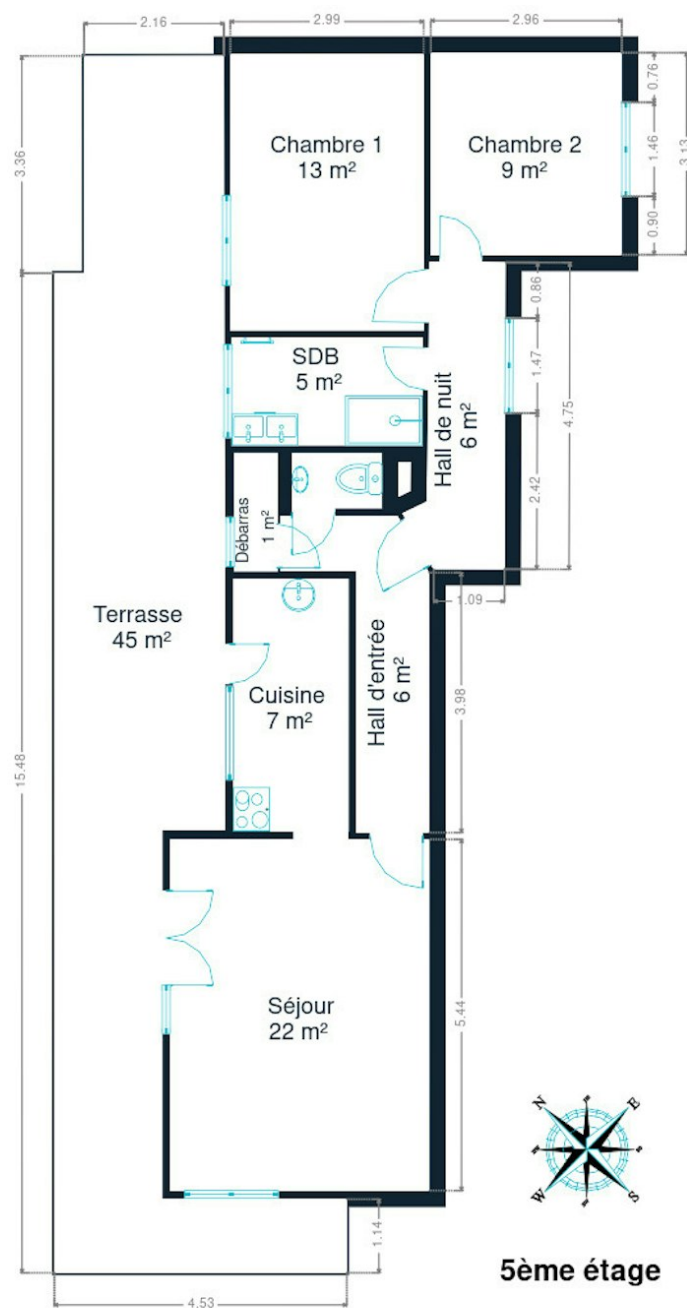 2.16
2.99
2.96
3.36
0.76
1.46
3.13
0.90
Chambre 1
13 m²
Chambre 2
9 m²
SDB
5 m²
Hall de nuit
6 m²
0.86
1.47
4.75
2.42
Débarras
1 m²
1.09
Terrasse
45 m²
Cuisine
7 m²
Hall d'entrée
6 m²
3.98
15.48
Séjour
22 m²
5.44
N
E
W
S
1.14
4.53
5ème étage